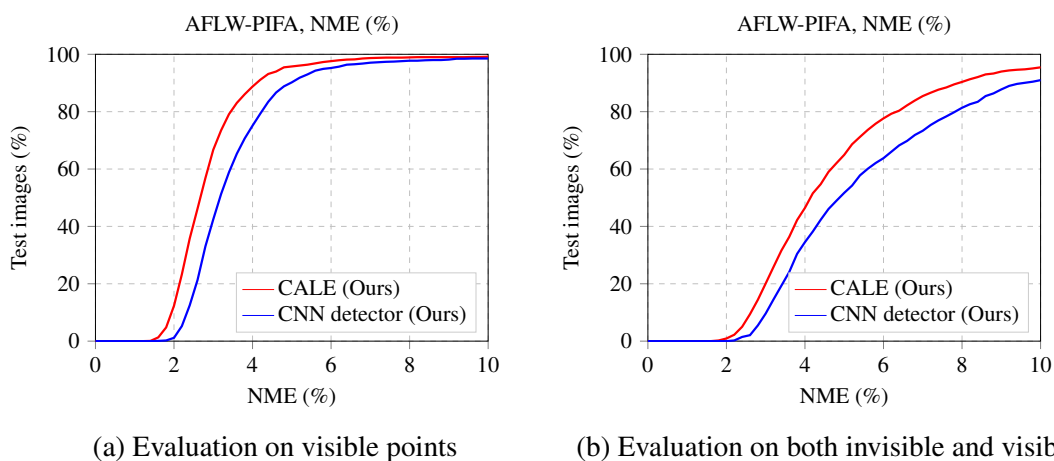 AFLW-PIFA, NME (%)
100
80
60
40
20
0
Test images (%)
CALE (Ours)
CNN detector (Ours)
0 2 4 6 8 10
NME (%)
(a) Evaluation on visible points
AFLW-PIFA, NME (%)
100
80
60
40
20
0
Test images (%)
CALE (Ours)
CNN detector (Ours)
0 2 4 6 8 10
NME (%)
(b) Evaluation on both invisible and visib